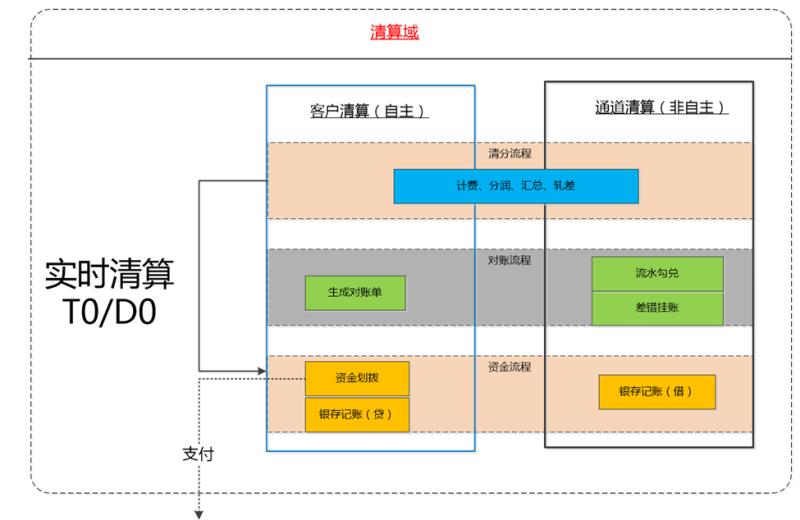 清算域
客户清算（自主）
通道清算（非自主）
清分流程
计费、分润、汇总、轧差
实时清算
T0/D0
对账流程
生成对账单
流水勾兑
差错挂账
资金流程
资金划拨
银存记账（贷）
银存记账（借）
支付